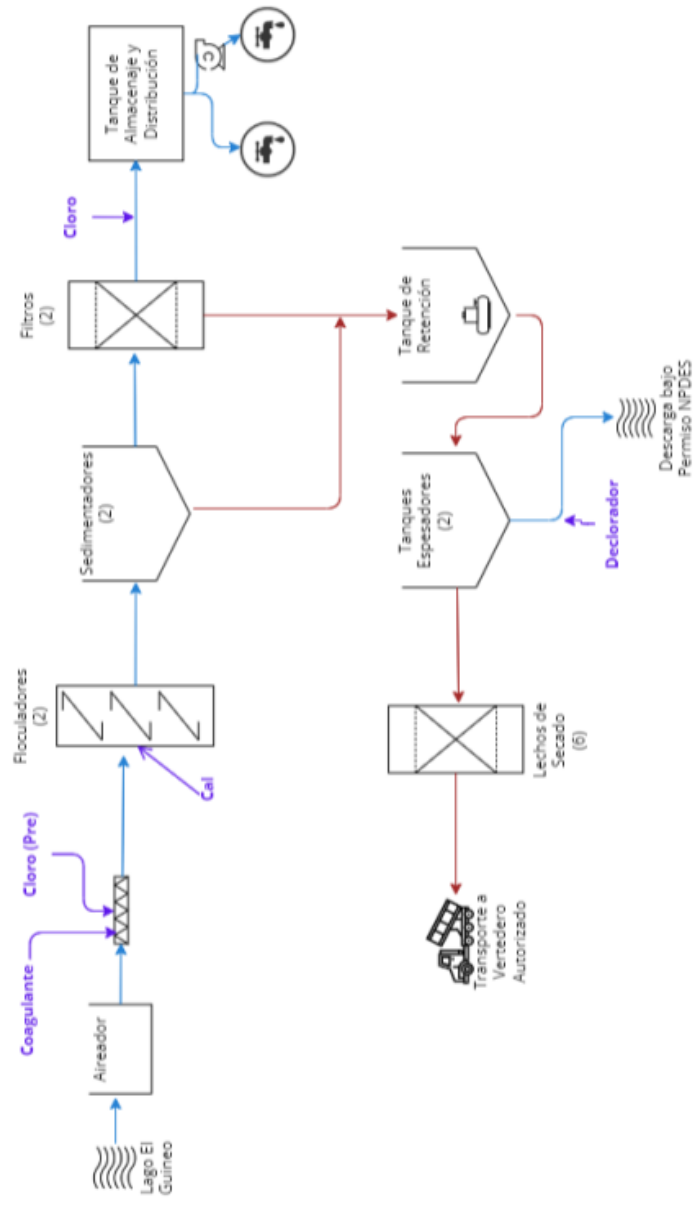 Lago El
Guineo
Aireador
Coagulante
Cloro (Pre)
Floculadores
(2)
Cal
Sedimentadores
(2)
Filtros
(2)
Cloro
Tanque de
Almacenaje y
Distribución
C
Tanque de
Retención
Tanques
Espesadores
(2)
Declorador
Descarga bajo
Permiso NPDES
Lechos de
Secado
(6)
Transporte a
Vertedero
Autorizado